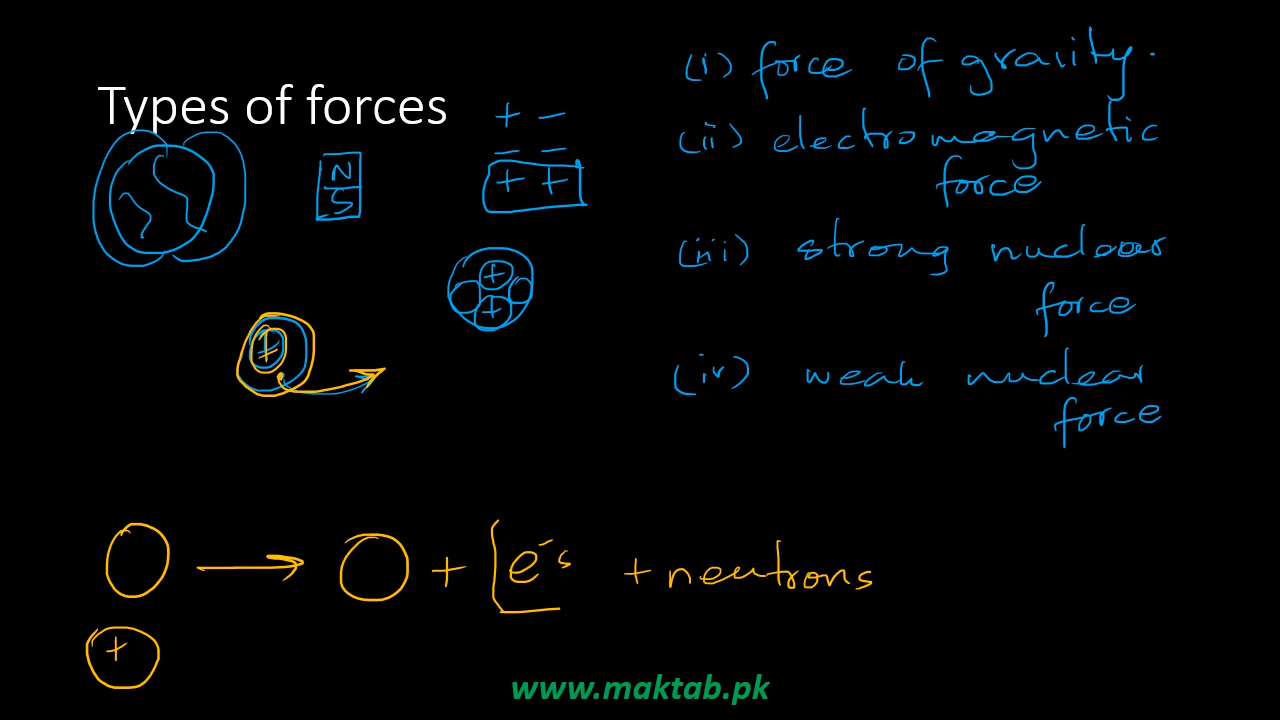 Types of forces
+ −
− −
+ +
N
S
+
+
+
(i) force of gravity.
(ii) electromagnetic
force
(iii) strong nuclear
force
(iv) weak nuclear
force
→ + e⁻s + neutrons
+
www.maktab.pk